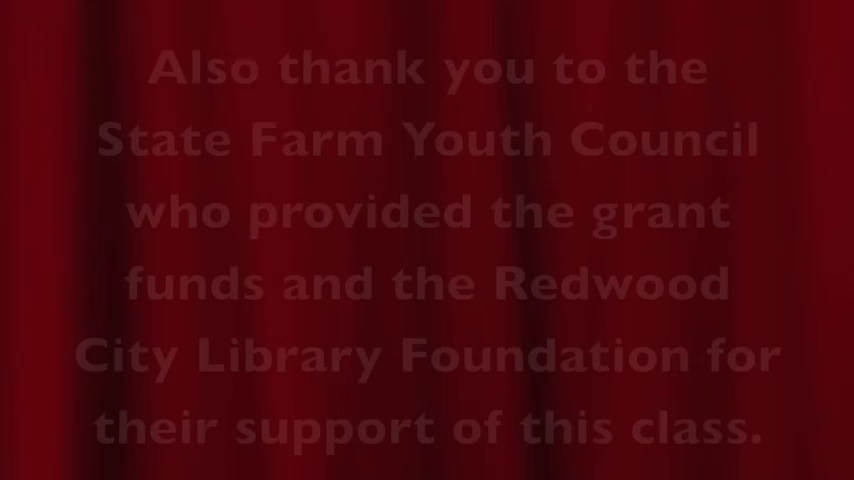 Also thank you to the
State Farm Youth Council
who provided the grant
funds and the Redwood
City Library Foundation for
their support of this class.